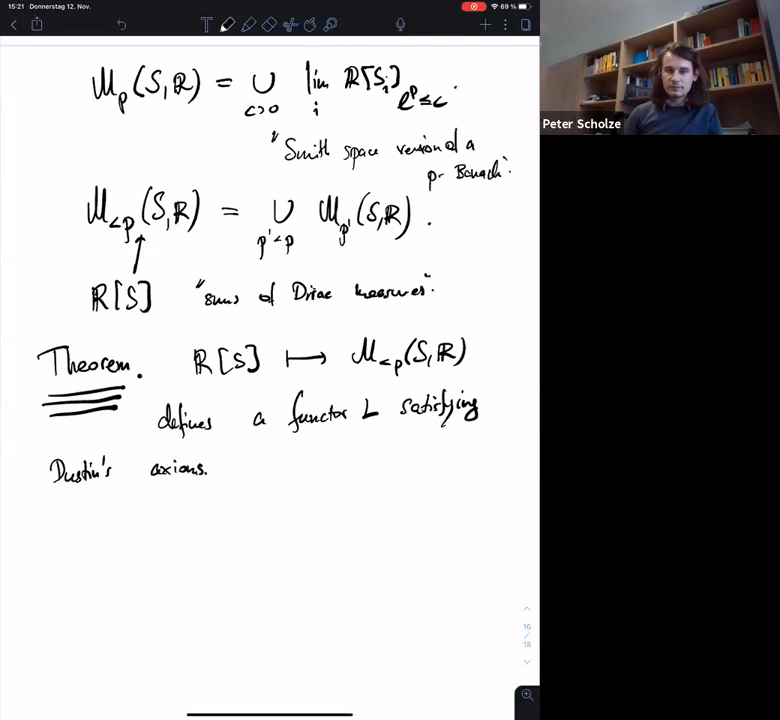 15:21 Donnerstag 12. Nov.
69 %
ℳ_p(S,ℝ) = ∪_{c>0} lim_i ℝ[S_i]_{ℓ^p≤c}.
"Smith space version of a
p-Banach".
ℳ_{<p}(S,ℝ) = ∪_{p'<p} ℳ_{p'}(S,ℝ).
ℝ[S] "sums of Dirac measures".
Theorem. ℝ[S] ↦ ℳ_{<p}(S,ℝ)
defines a functor L satisfying
Dustin's axioms.
Peter Scholze
16
/
18